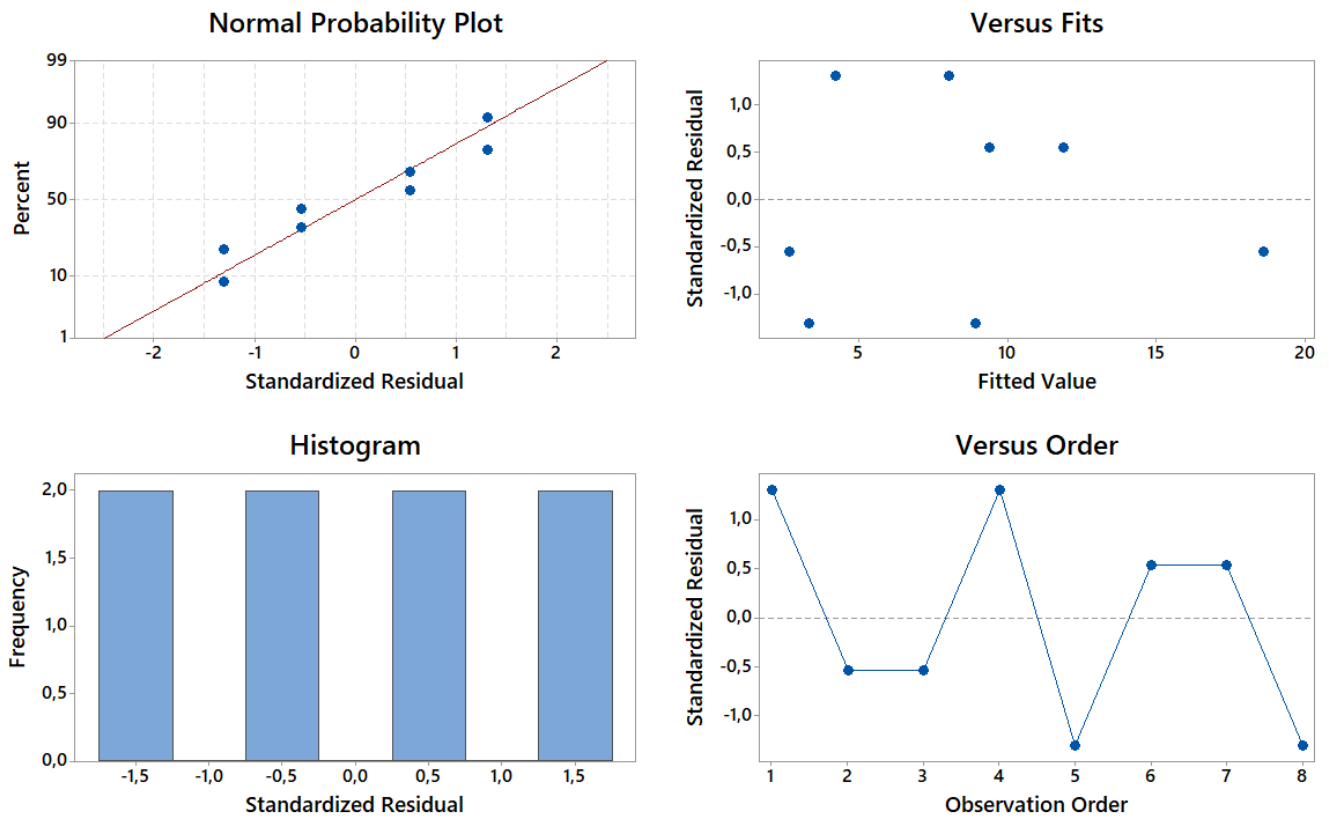 Normal Probability Plot
99
90
50
10
1
Percent
-2 -1 0 1 2
Standardized Residual
Versus Fits
1,0
0,5
0,0
-0,5
-1,0
Standardized Residual
5 10 15 20
Fitted Value
Histogram
2,0
1,5
1,0
0,5
0,0
Frequency
-1,5 -1,0 -0,5 0,0 0,5 1,0 1,5
Standardized Residual
Versus Order
1,0
0,5
0,0
-0,5
-1,0
Standardized Residual
1 2 3 4 5 6 7 8
Observation Order